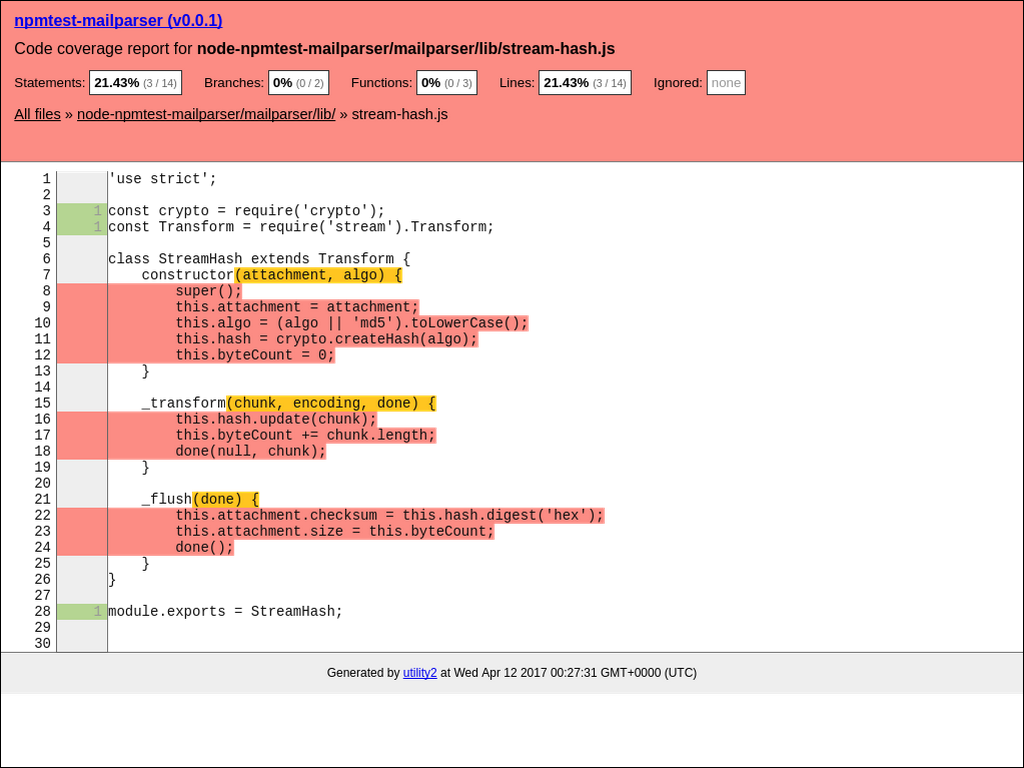 npmtest-mailparser (v0.0.1)
Code coverage report for node-npmtest-mailparser/mailparser/lib/stream-hash.js
Statements: 21.43% (3 / 14) Branches: 0% (0 / 2) Functions: 0% (0 / 3) Lines: 21.43% (3 / 14) Ignored: none
All files » node-npmtest-mailparser/mailparser/lib/ » stream-hash.js
1 'use strict';
2
3 1 const crypto = require('crypto');
4 1 const Transform = require('stream').Transform;
5
6 class StreamHash extends Transform {
7     constructor(attachment, algo) {
8         super();
9         this.attachment = attachment;
10         this.algo = (algo || 'md5').toLowerCase();
11         this.hash = crypto.createHash(algo);
12         this.byteCount = 0;
13     }
14
15     _transform(chunk, encoding, done) {
16         this.hash.update(chunk);
17         this.byteCount += chunk.length;
18         done(null, chunk);
19     }
20
21     _flush(done) {
22         this.attachment.checksum = this.hash.digest('hex');
23         this.attachment.size = this.byteCount;
24         done();
25     }
26 }
27
28 1 module.exports = StreamHash;
29
30
Generated by utility2 at Wed Apr 12 2017 00:27:31 GMT+0000 (UTC)